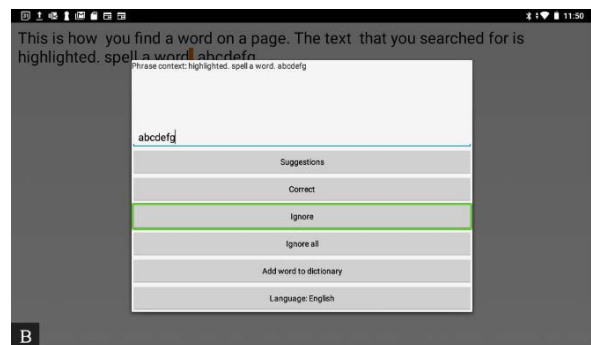 31 11:50
This is how you find a word on a page. The text that you searched for is
highlighted. spell a word. abcdefg
Phrase context: highlighted. spell a word. abcdefg
abcdefg
Suggestions
Correct
Ignore
Ignore all
Add word to dictionary
Language: English
B